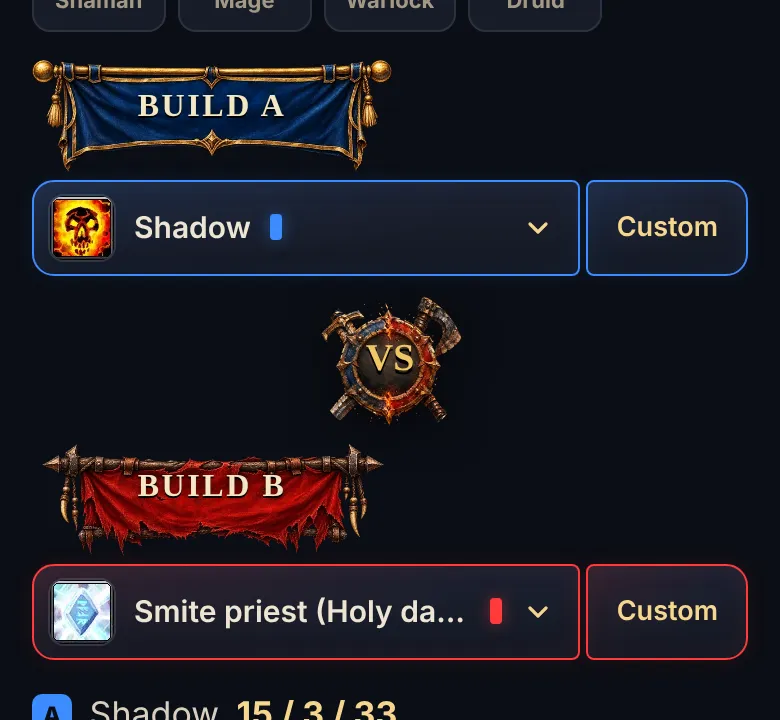 Shaman Mage Warlock Druid
BUILD A
Shadow
Custom
VS
BUILD B
Smite priest (Holy da...
Custom
A Shadow 15 / 3 / 33